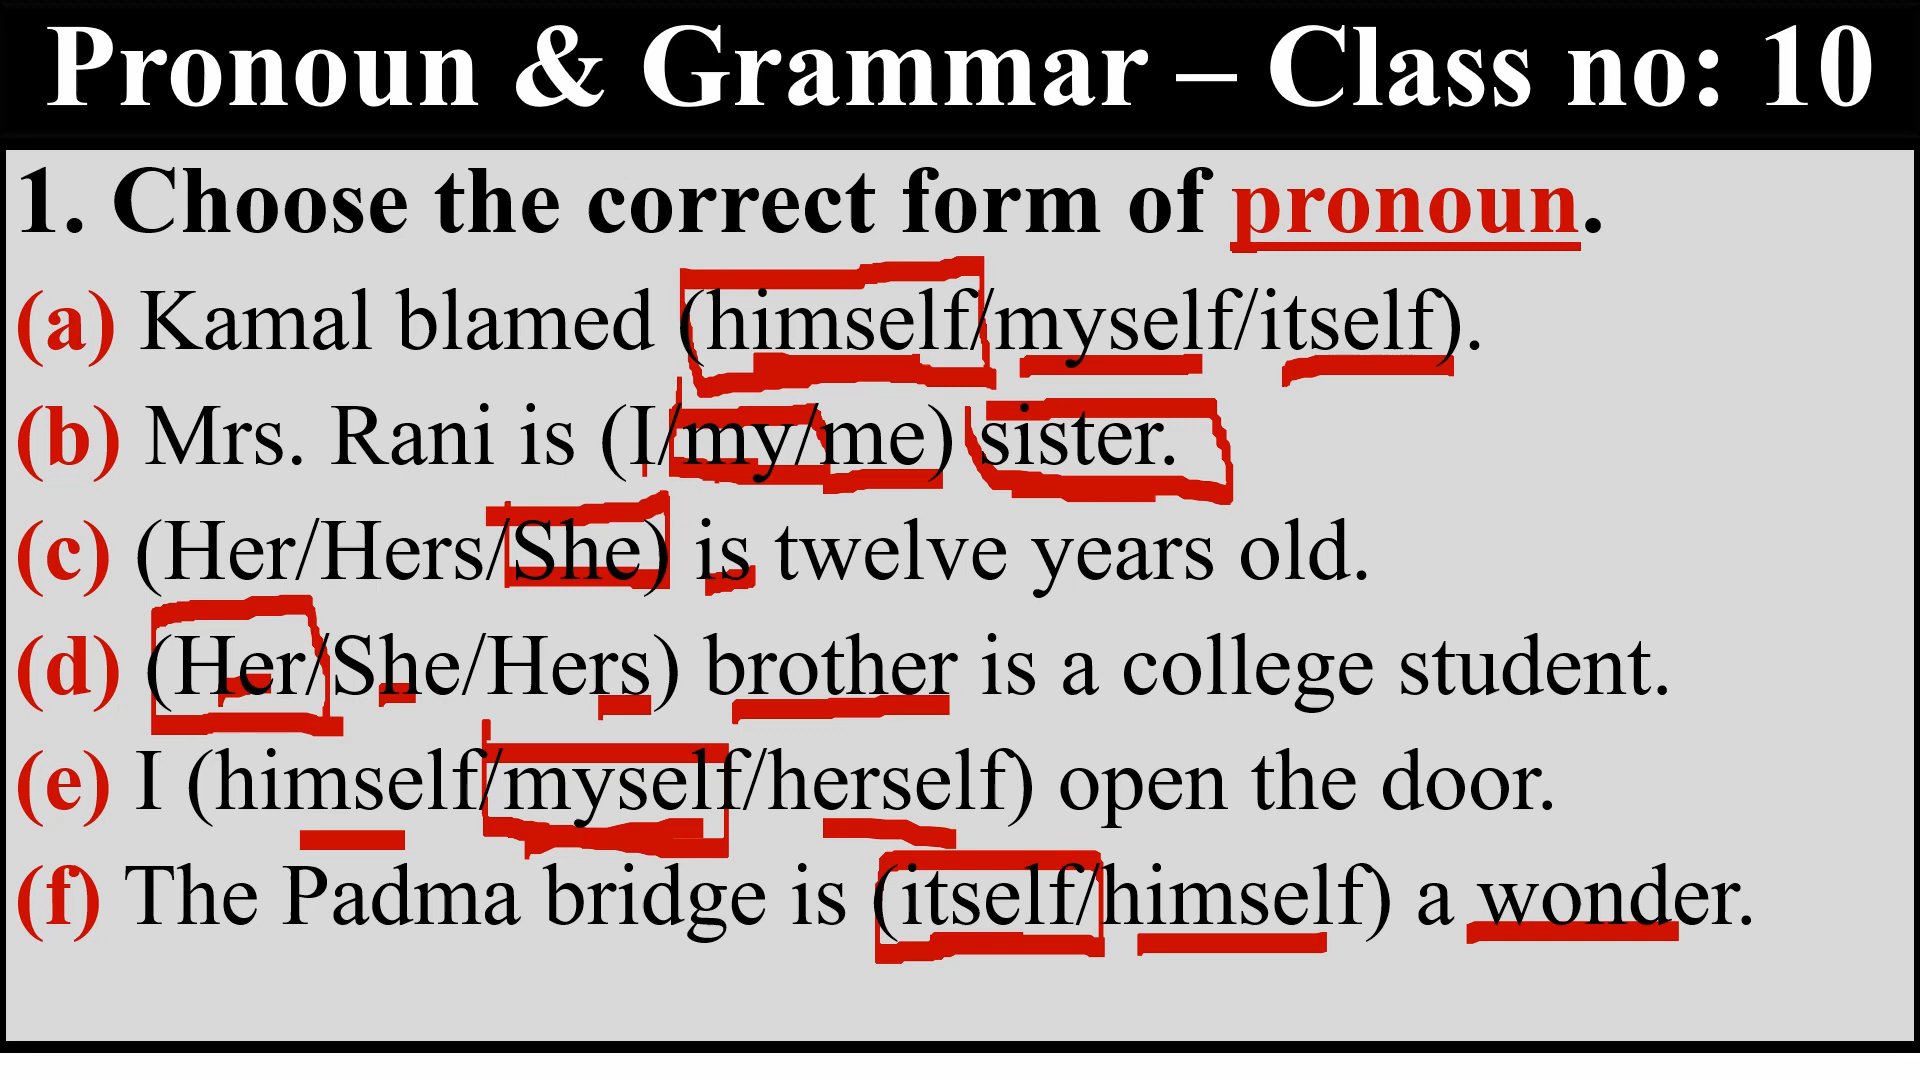 Pronoun & Grammar – Class no: 10
1. Choose the correct form of pronoun.
(a) Kamal blamed (himself/myself/itself).
(b) Mrs. Rani is (I/my/me) sister.
(c) (Her/Hers/She) is twelve years old.
(d) (Her/She/Hers) brother is a college student.
(e) I (himself/myself/herself) open the door.
(f) The Padma bridge is (itself/himself) a wonder.